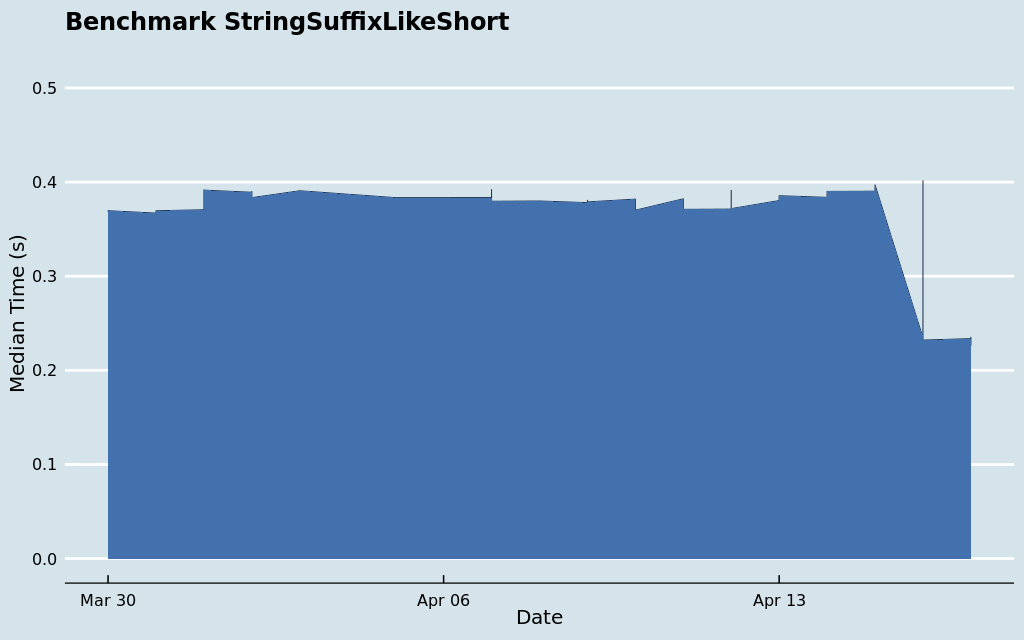 Benchmark StringSuffixLikeShort
0.5
0.4
0.3
0.2
0.1
0.0
Median Time (s)
Mar 30
Apr 06
Apr 13
Date